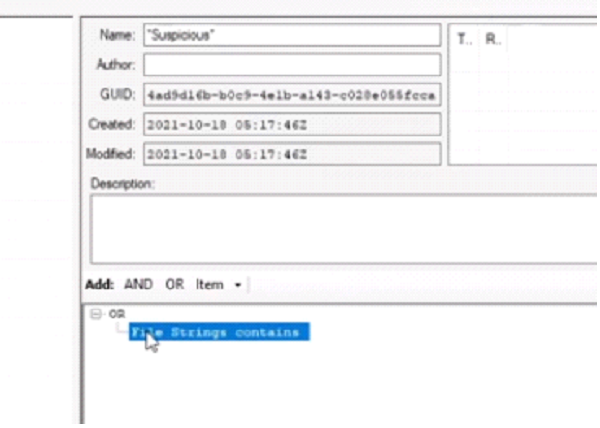 Name: "Suspicious"
T.. R..
Author:
GUID: 4ad9d16b-b0c9-4e1b-a143-c028e055fcca
Created: 2021-10-18 05:17:46Z
Modified: 2021-10-18 05:17:46Z
Description:
Add: AND OR Item
OR
File Strings contains